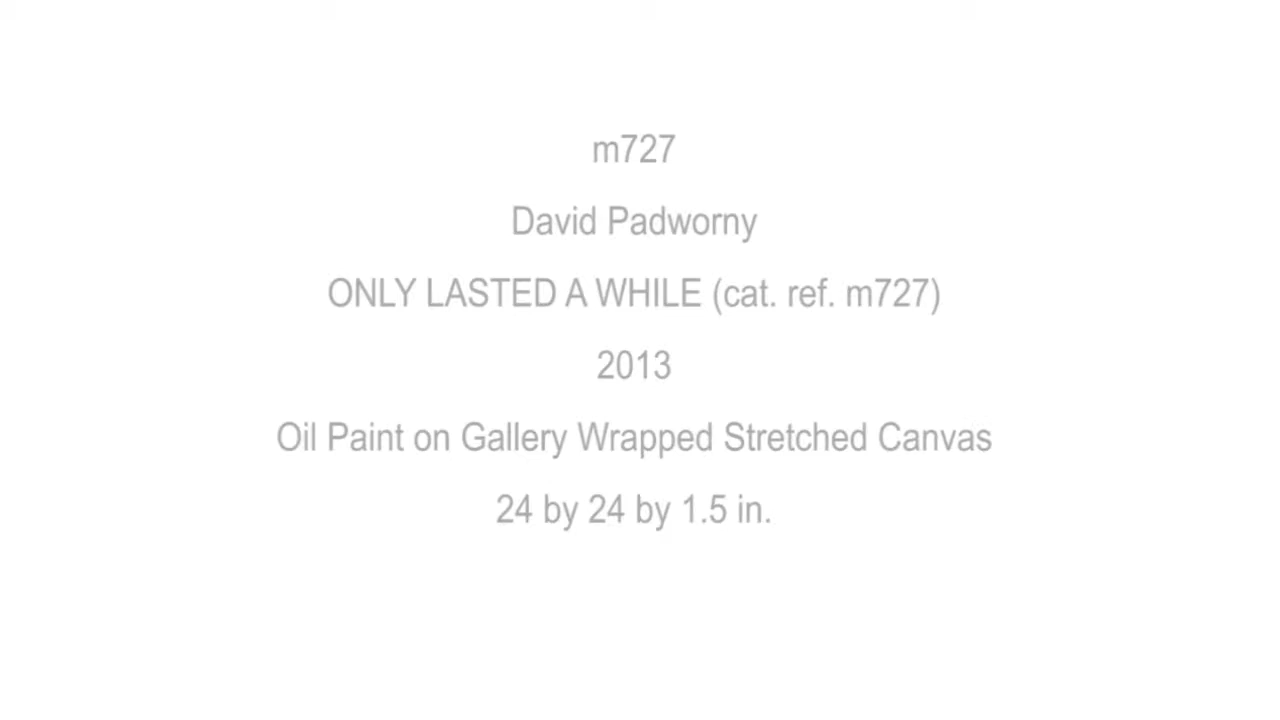 m727
David Padworny
ONLY LASTED A WHILE (cat. ref. m727)
2013
Oil Paint on Gallery Wrapped Stretched Canvas
24 by 24 by 1.5 in.